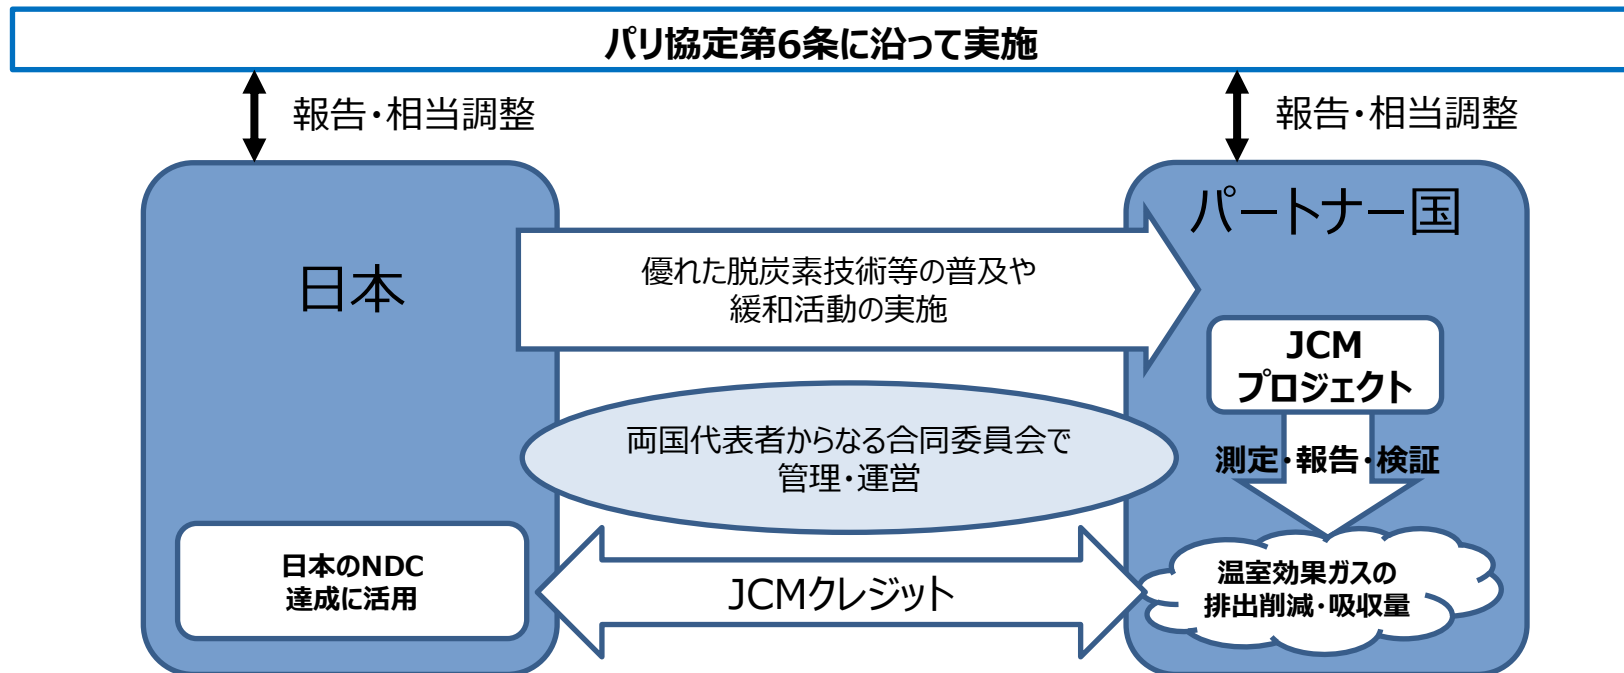 パリ協定第6条に沿って実施
報告・相当調整
報告・相当調整
日本
パートナー国
優れた脱炭素技術等の普及や
緩和活動の実施
JCM
プロジェクト
両国代表者からなる合同委員会で
管理・運営
測定・報告・検証
日本のNDC
達成に活用
JCMクレジット
温室効果ガスの
排出削減・吸収量